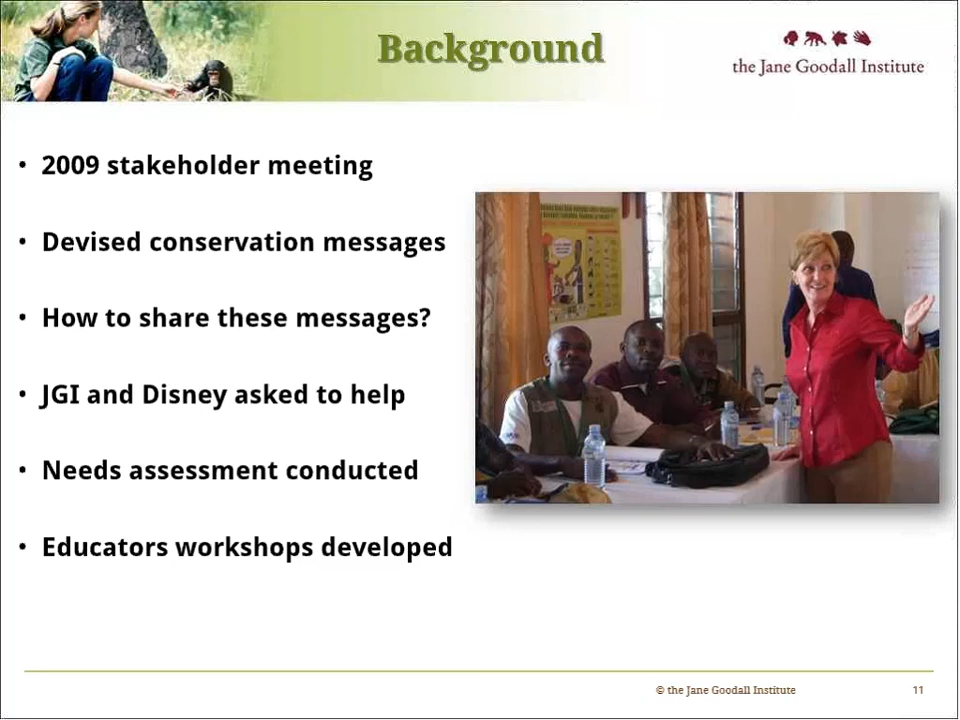 Background
the Jane Goodall Institute
• 2009 stakeholder meeting
• Devised conservation messages
• How to share these messages?
• JGI and Disney asked to help
• Needs assessment conducted
• Educators workshops developed
© the Jane Goodall Institute
11